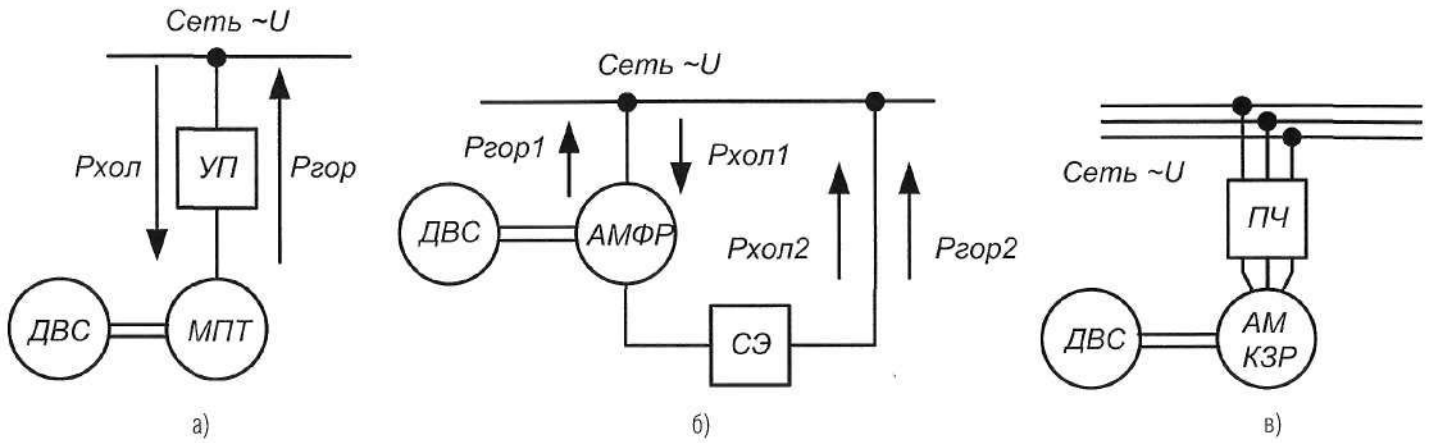 Сеть ~U
Рхол
УП
Ргор
ДВС
МПТ
а)
Сеть ~U
Ргор1
Рхол1
ДВС
АМФР
Рхол2
Ргор2
СЭ
б)
Сеть ~U
ПЧ
ДВС
АМ
КЗР
в)